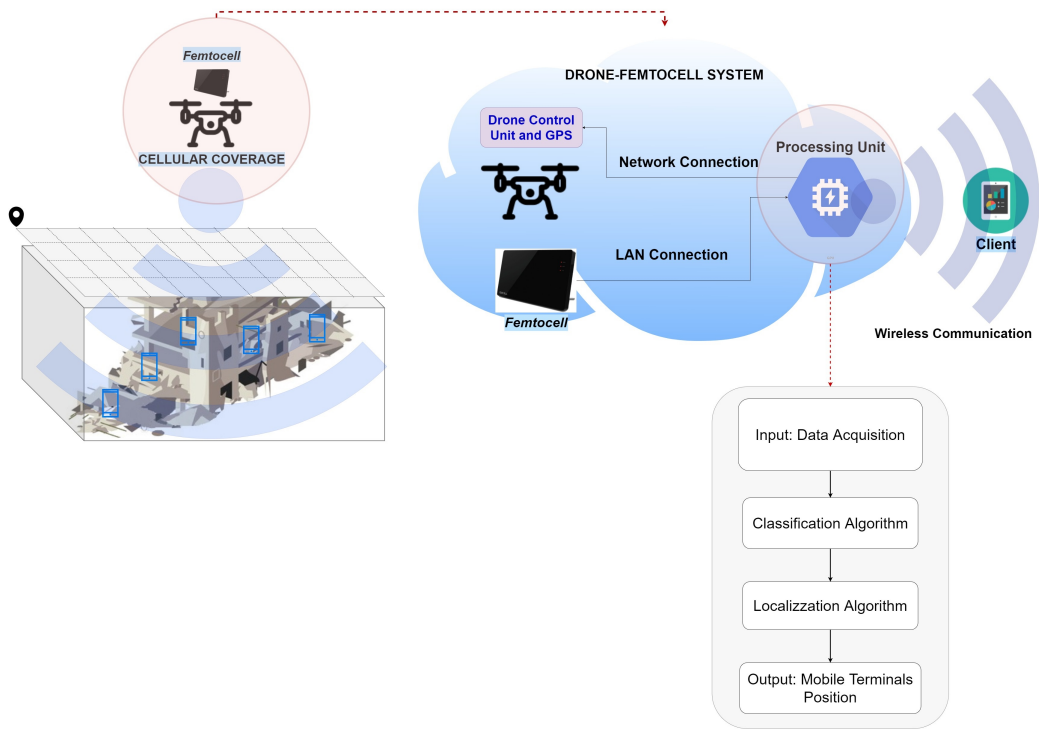 Femtocell
CELLULAR COVERAGE
DRONE-FEMTOCELL SYSTEM
Drone Control
Unit and GPS
Network Connection
Processing Unit
LAN Connection
Femtocell
Client
Wireless Communication
Input: Data Acquisition
Classification Algorithm
Localizzation Algorithm
Output: Mobile Terminals
Position